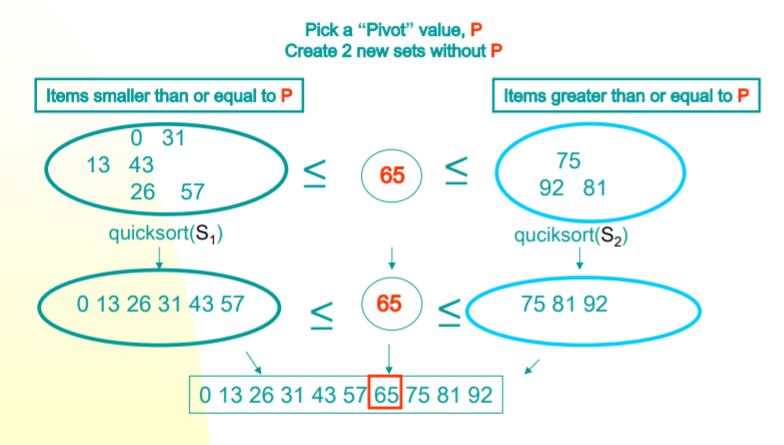 Pick a “Pivot” value, P
Create 2 new sets without P
Items smaller than or equal to P
Items greater than or equal to P
0 31
13 43
26 57
≤
65
≤
75
92 81
quicksort(S₁)
quciksort(S₂)
0 13 26 31 43 57
≤
65
≤
75 81 92
0 13 26 31 43 57 65 75 81 92